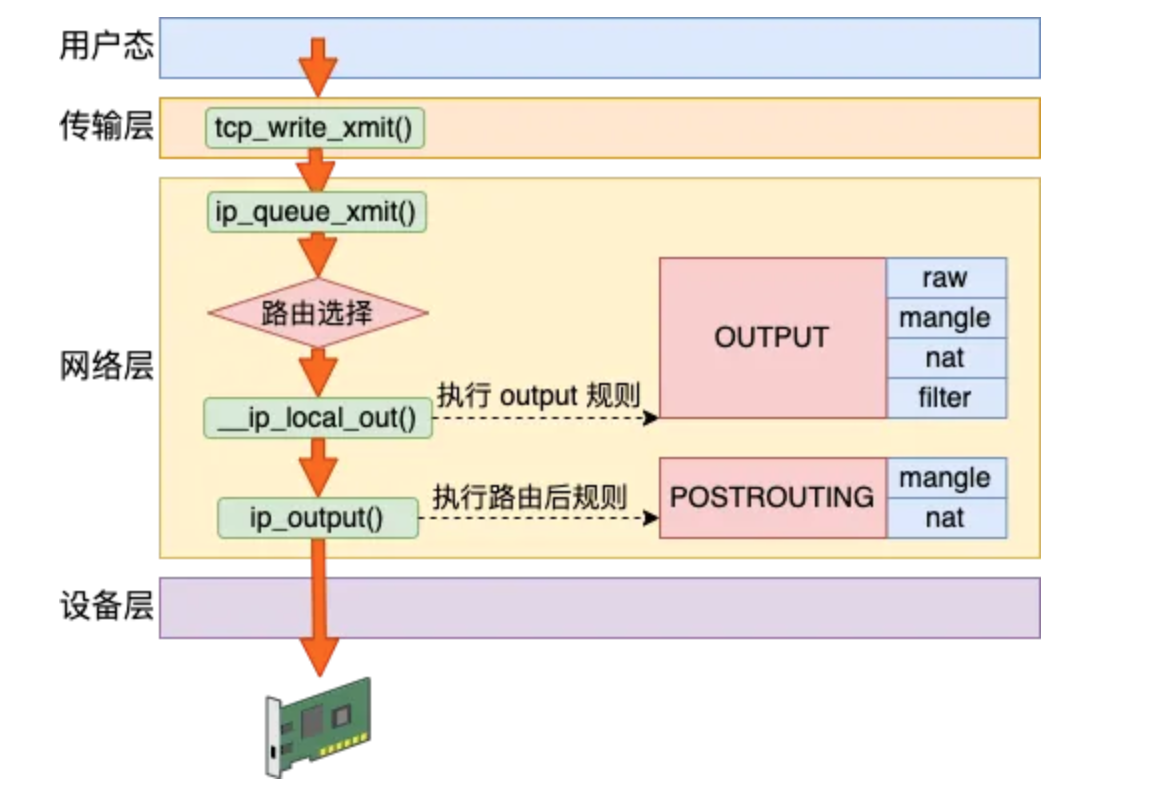 用户态
传输层
tcp_write_xmit()
网络层
ip_queue_xmit()
路由选择
__ip_local_out()
执行 output 规则
OUTPUT
raw
mangle
nat
filter
ip_output()
执行路由后规则
POSTROUTING
mangle
nat
设备层